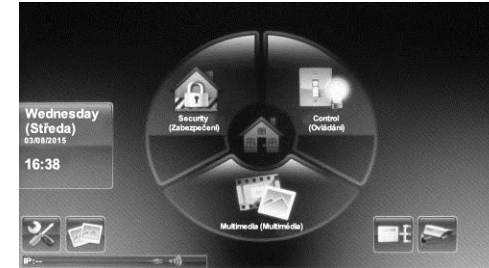 Security
(Zabezpečení)
Control
(Ovládání)
Wednesday
(Středa)
03/08/2015
16:38
Multimedia (Multimédia)
IP:--